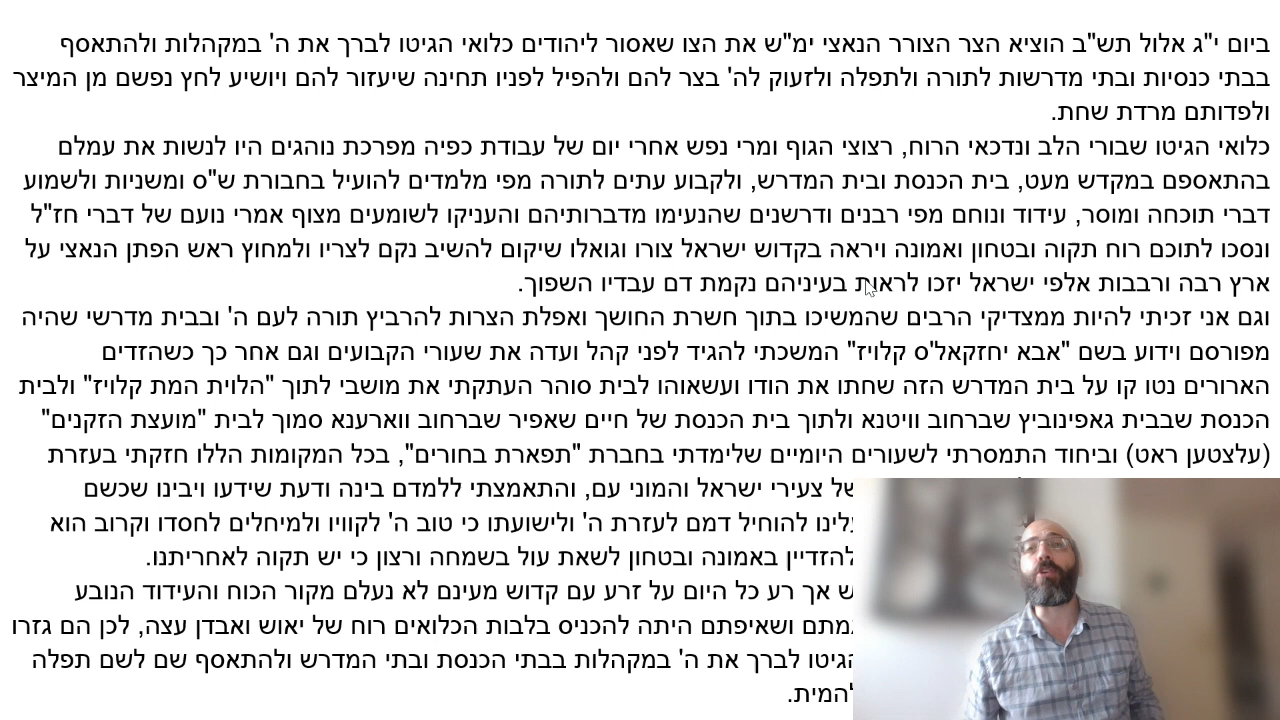 ביום י"ג אלול תש"ב הוציא הצר הצורר הנאצי ימ"ש את הצו שאסור ליהודים כלואי הגיטו לברך את ה' במקהלות ולהתאסף
בבתי כנסיות ובתי מדרשות לתורה ולתפלה ולזעוק לה' בצר להם ולהפיל לפניו תחינה שיעזור להם ויושיע לחץ נפשם מן המיצר
ולפדותם מרדת שחת.
כלואי הגיטו שבורי הלב ונדכאי הרוח, רצוצי הגוף ומרי נפש אחרי יום של עבודת כפיה מפרכת נוהגים היו לנשות את עמלם
בהתאספם במקדש מעט, בית הכנסת ובית המדרש, ולקבוע עתים לתורה מפי מלמדים להועיל בחבורת ש"ס ומשניות ולשמוע
דברי תוכחה ומוסר, עידוד ונוחם מפי רבנים ודרשנים שהנעימו מדברותיהם והעניקו לשומעים מצוף אמרי נועם של דברי חז"ל
ונסכו לתוכם רוח תקוה ובטחון ואמונה ויראה בקדוש ישראל צורו וגואלו שיקום להשיב נקם לצריו ולמחוץ ראש הפתן הנאצי על
ארץ רבה ורבבות אלפי ישראל יזכו לראות בעיניהם נקמת דם עבדיו השפוך.
וגם אני זכיתי להיות ממצדיקי הרבים שהמשיכו בתוך חשרת החושך ואפלת הצרות להרביץ תורה לעם ה' ובבית מדרשי שהיה
מפורסם וידוע בשם "אבא יחזקאל'ס קלויז" המשכתי להגיד לפני קהל ועדה את שעורי הקבועים וגם אחר כך כשהזדים
הארורים נטו קו על בית המדרש הזה שחתו את הודו ועשאוהו לבית סוהר העתקתי את מושבי לתוך "הלוית המת קלויז" ולבית
הכנסת שבבית גאפינוביץ שברחוב וויטנא ולתוך בית הכנסת של חיים שאפיר שברחוב ווארענא סמוך לבית "מועצת הזקנים"
(עלצטען ראט) וביחוד התמסרתי לשעורים היומיים שלימדתי בחברת "תפארת בחורים", בכל המקומות הללו חזקתי בעזרת
של צעירי ישראל והמוני עם, והתאמצתי ללמדם בינה ודעת שידעו ויבינו שכשם
עלינו להוחיל דמם לעזרת ה' ולישועתו כי טוב ה' לקוויו ולמיחלים לחסדו וקרוב הוא
להזדיין באמונה ובטחון לשאת עול בשמחה ורצון כי יש תקוה לאחריתנו.
אך רע כל היום על זרע עם קדוש מעינם לא נעלם מקור הכוח והעידוד הנובע
ושאיפתם היתה להכניס בלבות הכלואים רוח של יאוש ואבדן עצה, לכן הם גזרו
הגיטו לברך את ה' במקהלות בבתי הכנסת ובתי המדרש ולהתאסף שם לשם תפלה
להמית.